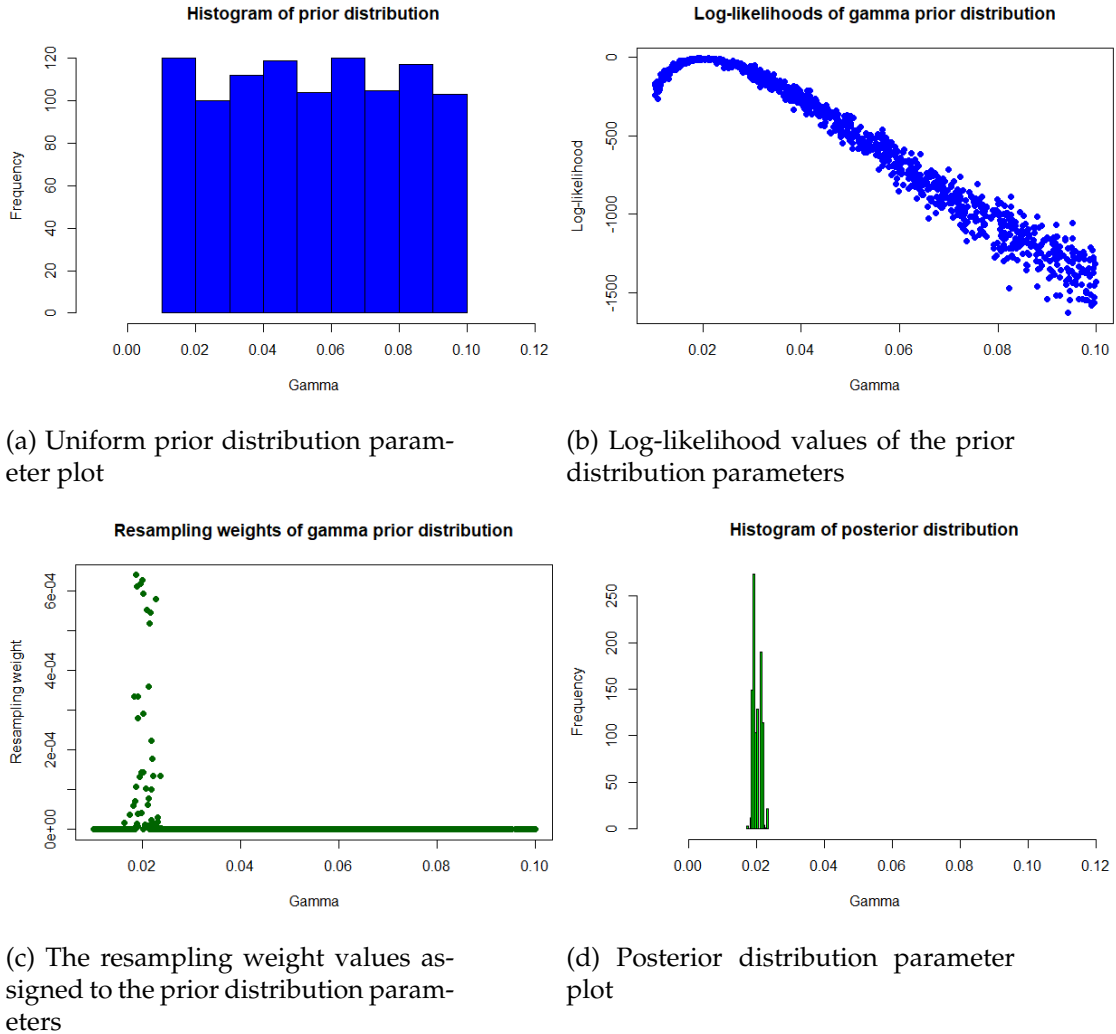 Histogram of prior distribution
Frequency
0 20 40 60 80 100 120
0.00 0.02 0.04 0.06 0.08 0.10 0.12
Gamma
Log-likelihoods of gamma prior distribution
Log-likelihood
-1500 -1000 -500 0
0.02 0.04 0.06 0.08 0.10
Gamma
(a) Uniform prior distribution param-
eter plot
(b) Log-likelihood values of the prior
distribution parameters
Resampling weights of gamma prior distribution
Resampling weight
0e+00 2e-04 4e-04 6e-04
0.02 0.04 0.06 0.08 0.10
Gamma
Histogram of posterior distribution
Frequency
0 50 100 150 200 250
0.00 0.02 0.04 0.06 0.08 0.10 0.12
Gamma
(c) The resampling weight values as-
signed to the prior distribution param-
eters
(d) Posterior distribution parameter
plot